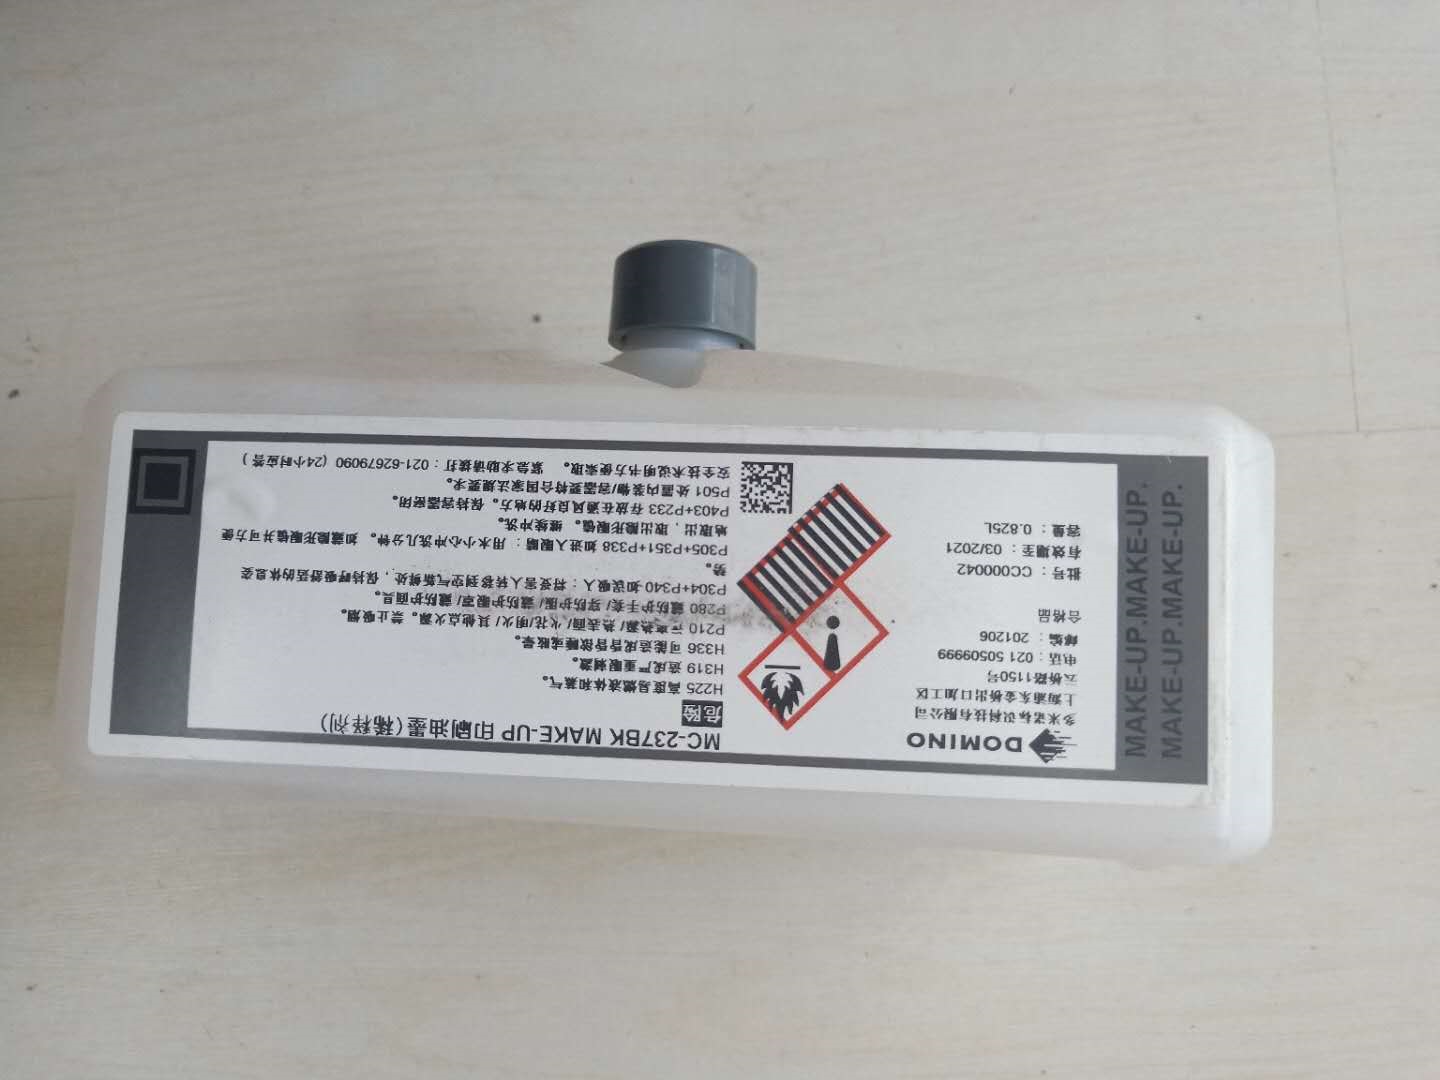 DOMINO
多米诺标识科技有限公司
上海浦东金桥出口加工区
云桥路1150号
电话：021 50509999
邮编：201206
合格品
批号：CC000042
有效期至：03/2021
容量：0.825L
MC-237BK MAKE-UP 印刷油墨(稀释剂)
危险
H225 高度易燃液体和蒸气。
H319 造成严重眼刺激。
H336 可能造成昏昏欲睡或眩晕。
P210 远离热源/热表面/火花/明火/其他点火源。禁止吸烟。
P280 戴防护手套/穿防护服/戴防护眼罩/戴防护面具。
P304+P340 如误吸入：将受害人转移到空气新鲜处，保持呼吸舒适的休息姿
势。
P305+P351+P338 如进入眼睛：用水小心冲洗几分钟。如戴隐形眼镜并可方便
地取出，取出隐形眼镜。继续冲洗。
P403+P233 存放在通风良好的地方。保持容器密闭。
P501 处置内装物/容器要符合国家法规要求。
安全技术说明书方便索取。 紧急求助请拨打：021-62679090 (24小时应答)
MAKE-UP.MAKE-UP.
MAKE-UP.MAKE-UP.